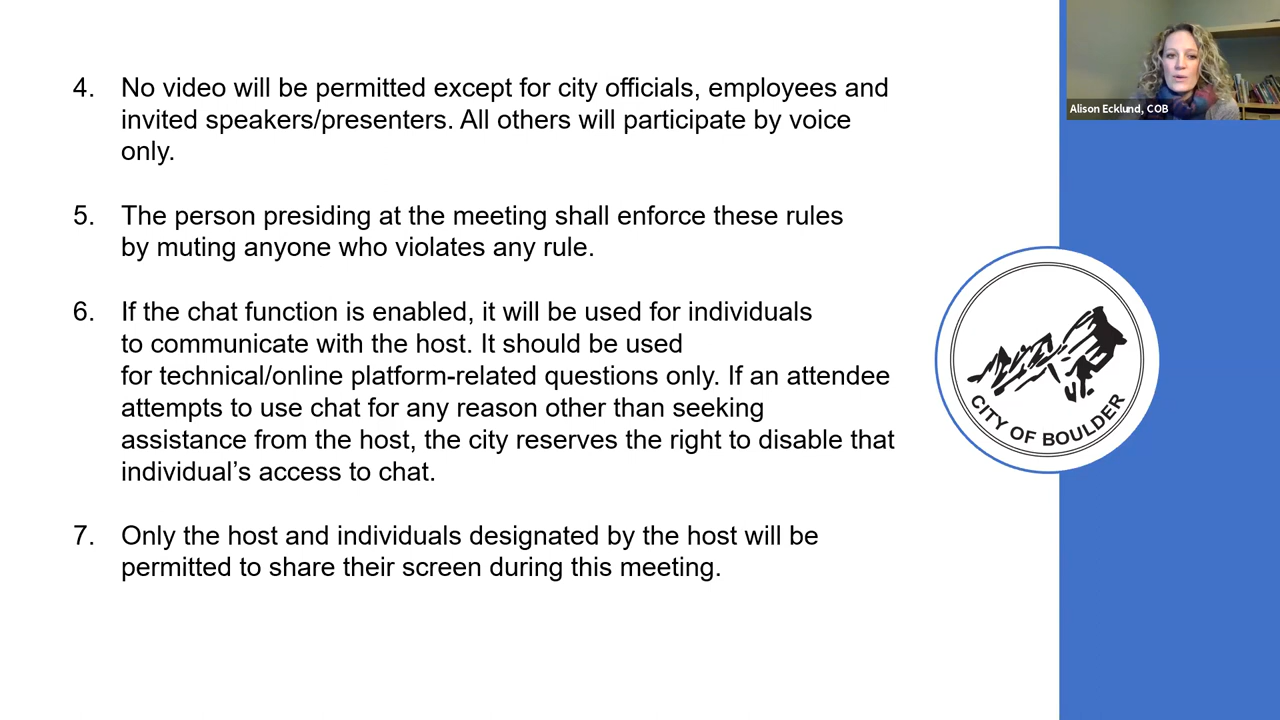 4. No video will be permitted except for city officials, employees and
invited speakers/presenters. All others will participate by voice
only.
5. The person presiding at the meeting shall enforce these rules
by muting anyone who violates any rule.
6. If the chat function is enabled, it will be used for individuals
to communicate with the host. It should be used
for technical/online platform-related questions only. If an attendee
attempts to use chat for any reason other than seeking
assistance from the host, the city reserves the right to disable that
individual’s access to chat.
7. Only the host and individuals designated by the host will be
permitted to share their screen during this meeting.
Alison Ecklund, COB
CITY OF BOULDER